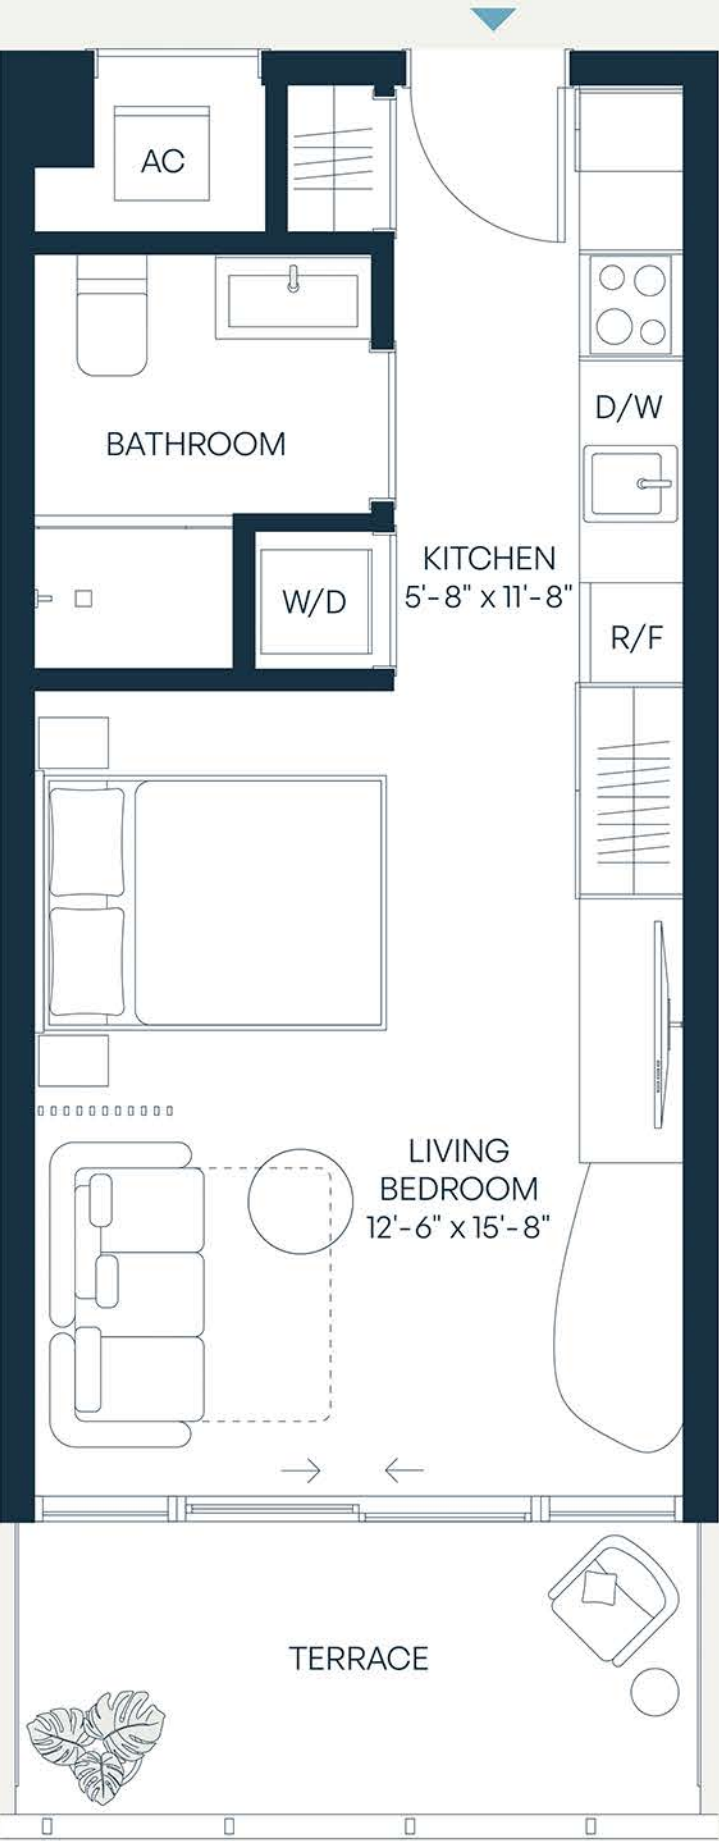 AC
BATHROOM
D/W
KITCHEN
5'-8" X 11'-8"
W/D
R/F
LIVING
BEDROOM
12'-6" X 15'-8"
TERRACE